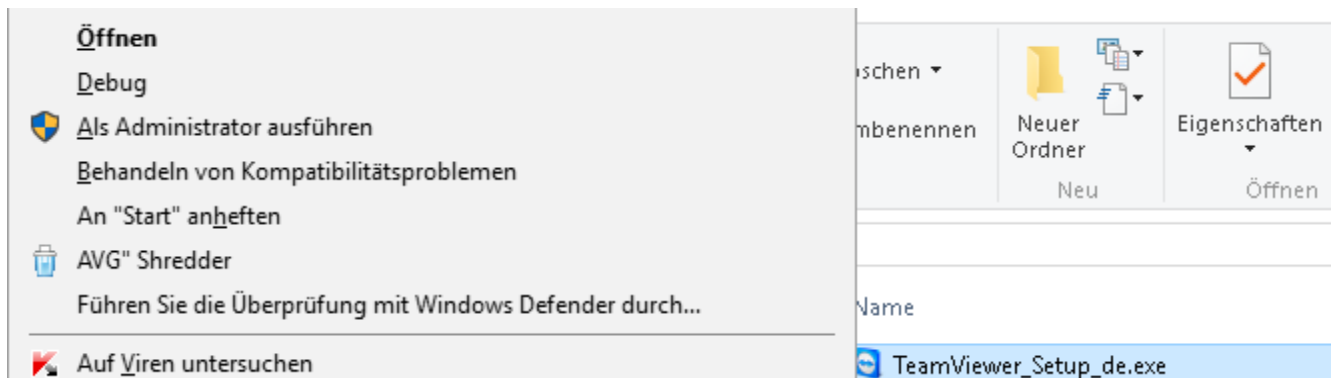 Öffnen
Debug
Als Administrator ausführen
Behandeln von Kompatibilitätsproblemen
An "Start" anheften
AVG" Shredder
Führen Sie die Überprüfung mit Windows Defender durch...
Auf Viren untersuchen
schen
mbenennen
Neuer
Ordner
Neu
Eigenschaften
Öffnen
Name
TeamViewer_Setup_de.exe